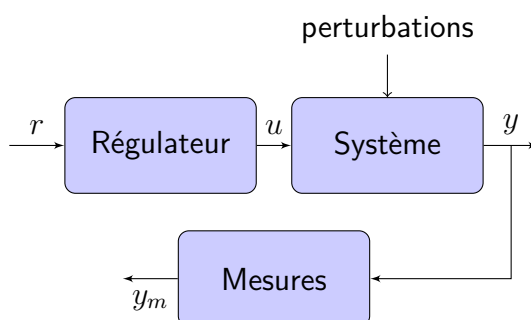 perturbations
r
Régulateur
u
Système
y
Mesures
y_m